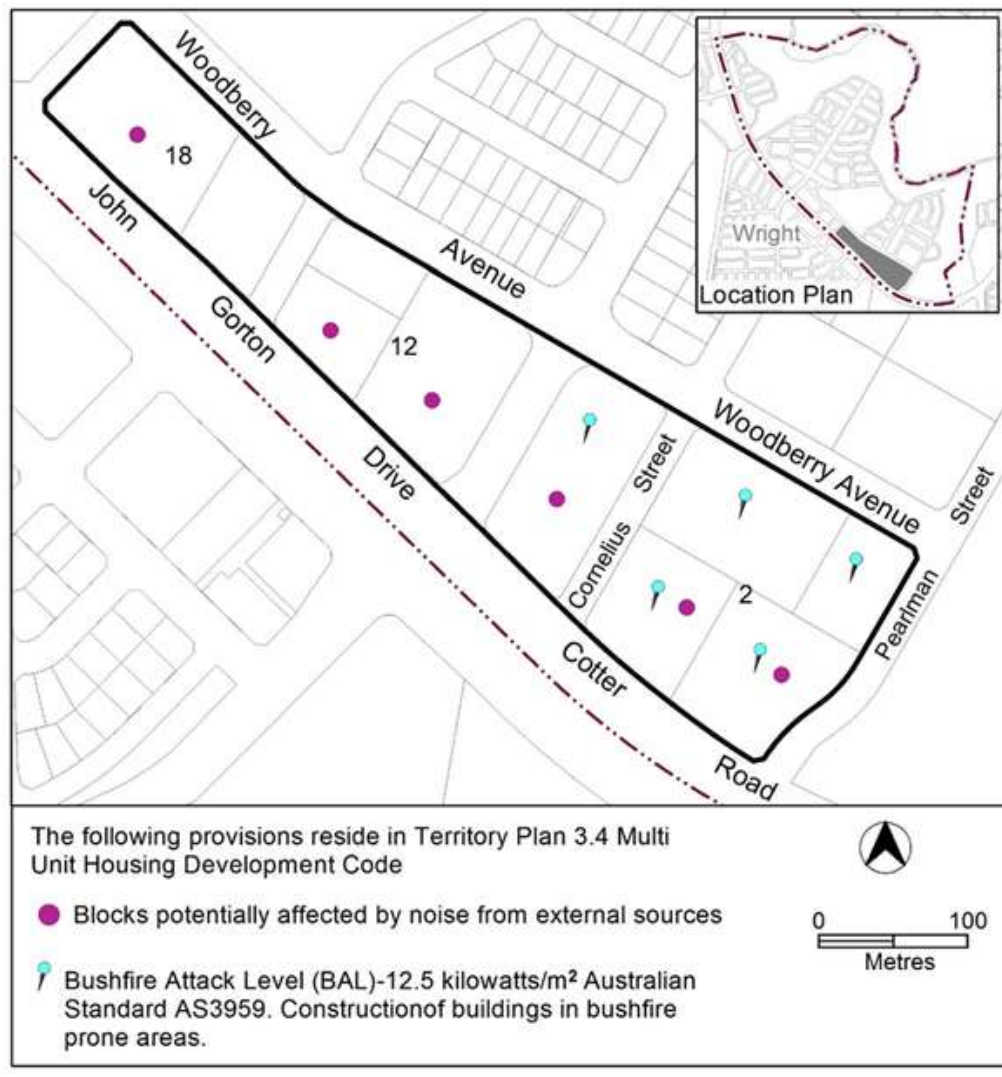 Woodberry
Avenue
Wright
Location Plan
18
John
Gorton
Drive
12
Woodberry Avenue
Street
Cornelius
Street
Pearlman
2
Cotter
Road
The following provisions reside in Territory Plan 3.4 Multi
Unit Housing Development Code
Blocks potentially affected by noise from external sources
0 100
Metres
Bushfire Attack Level (BAL)-12.5 kilowatts/m² Australian
Standard AS3959. Constructionof buildings in bushfire
prone areas.